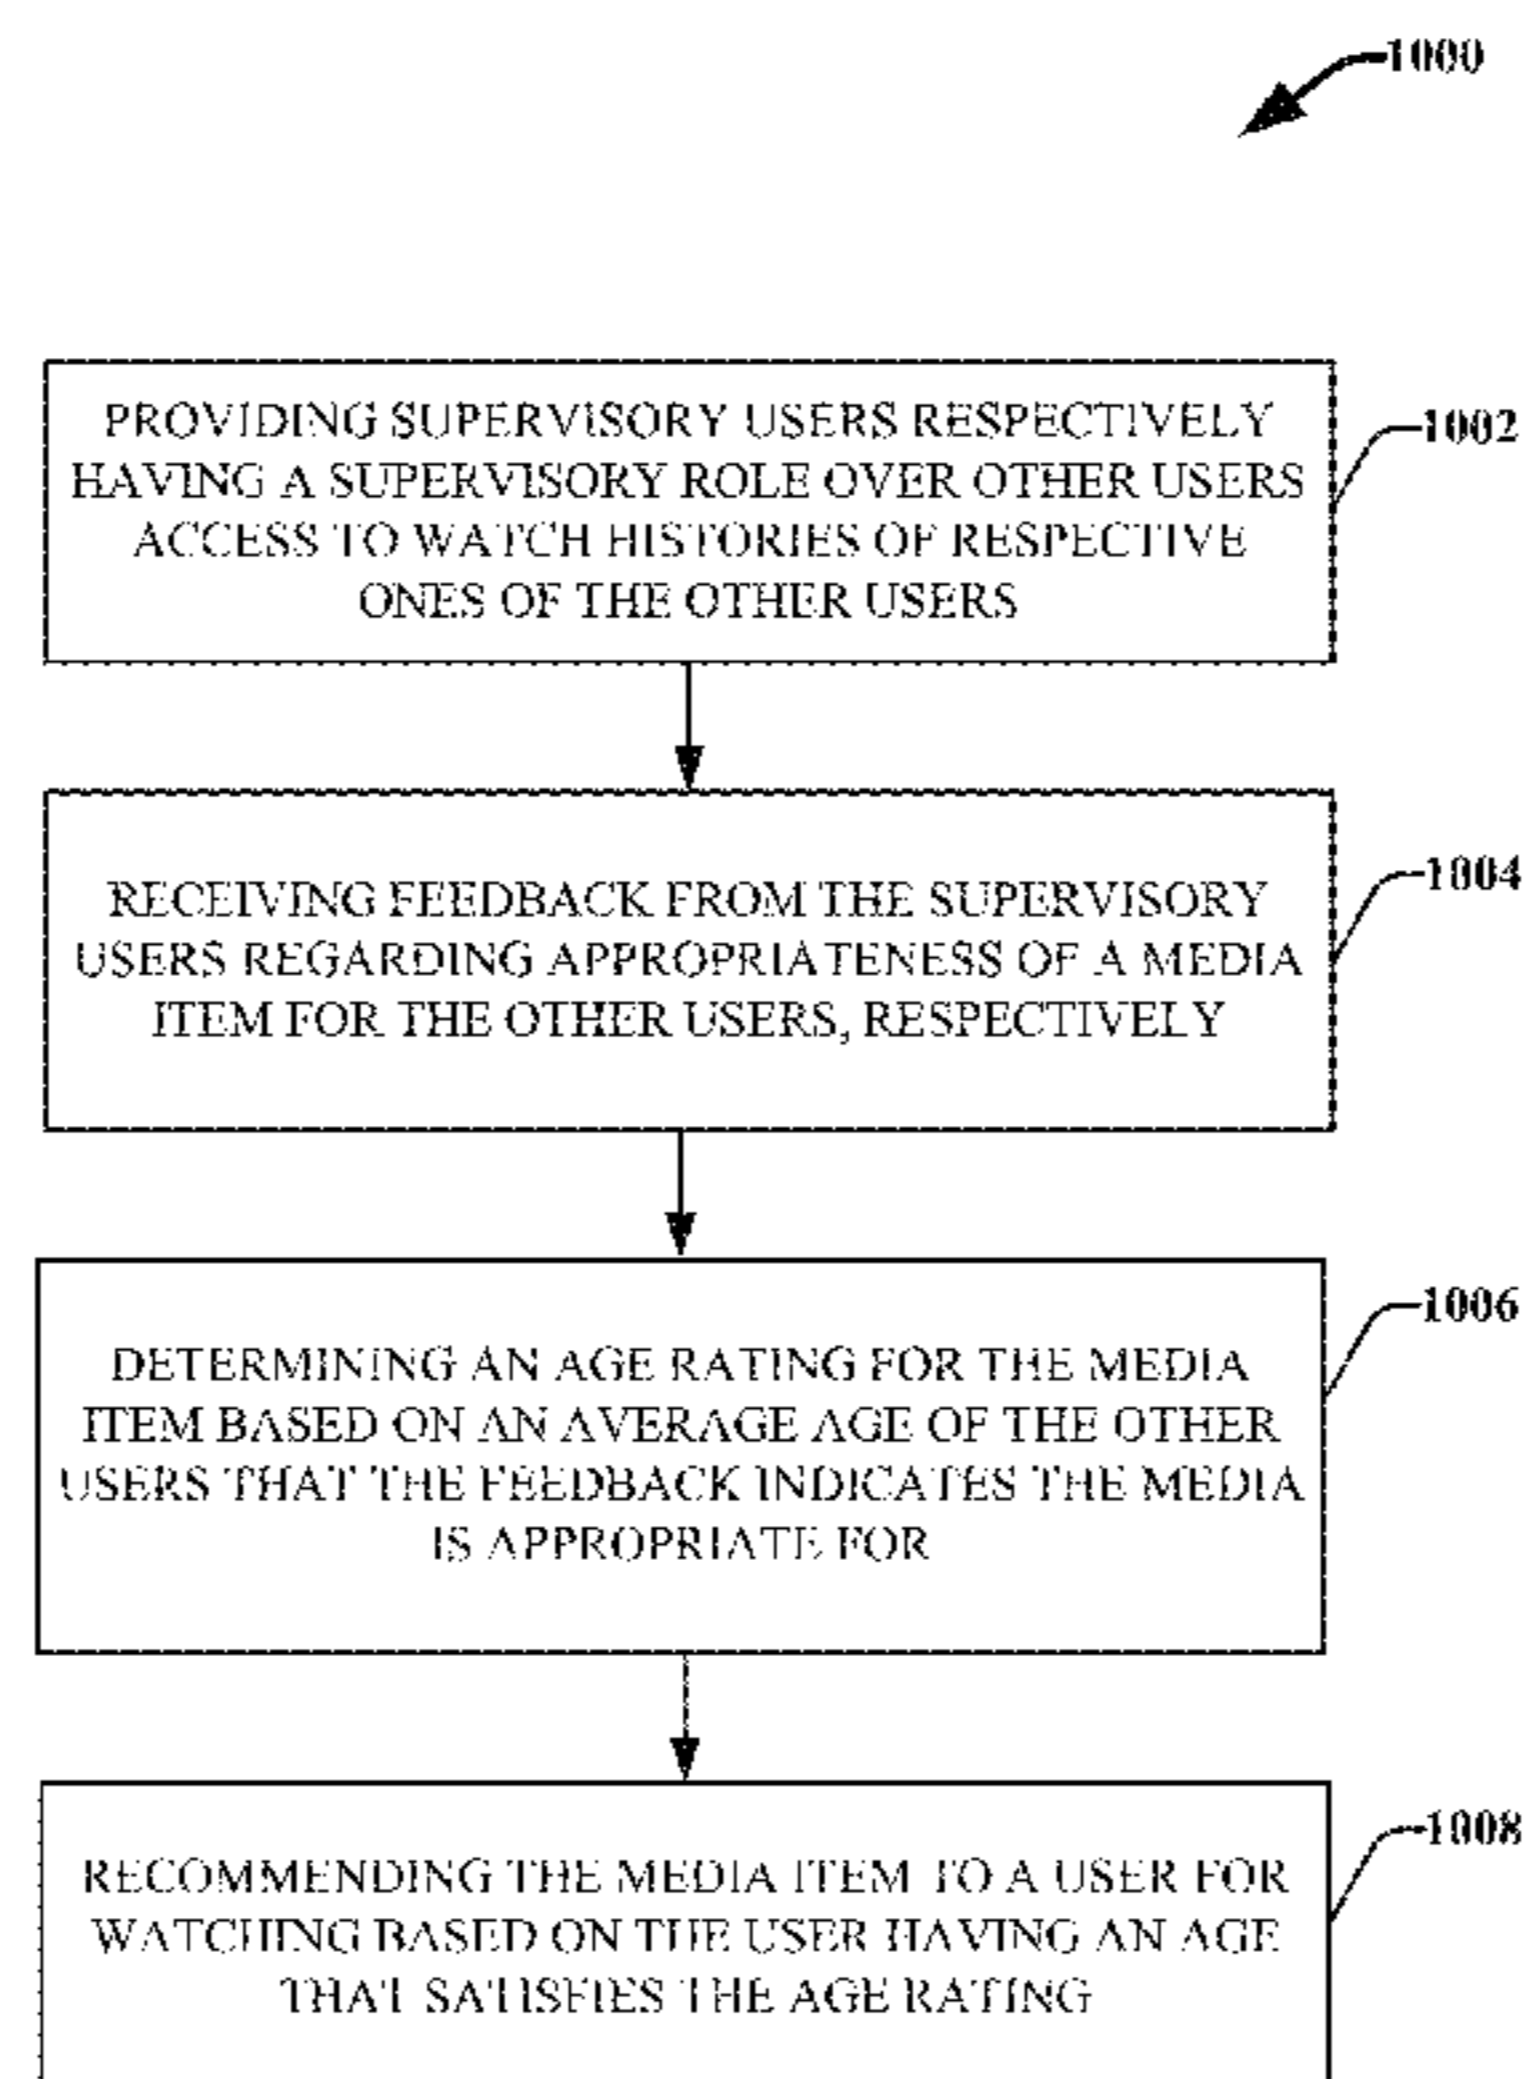 1000
PROVIDING SUPERVISORY USERS RESPECTIVELY
HAVING A SUPERVISORY ROLE OVER OTHER USERS
ACCESS TO WATCH HISTORIES OF RESPECTIVE
ONES OF THE OTHER USERS
1002
RECEIVING FEEDBACK FROM THE SUPERVISORY
USERS REGARDING APPROPRIATENESS OF A MEDIA
ITEM FOR THE OTHER USERS, RESPECTIVELY
1004
DETERMINING AN AGE RATING FOR THE MEDIA
ITEM BASED ON AN AVERAGE AGE OF THE OTHER
USERS THAT THE FEEDBACK INDICATES THE MEDIA
IS APPROPRIATE FOR
1006
RECOMMENDING THE MEDIA ITEM TO A USER FOR
WATCHING BASED ON THE USER HAVING AN AGE
THAT SATISFIES THE AGE RATING
1008